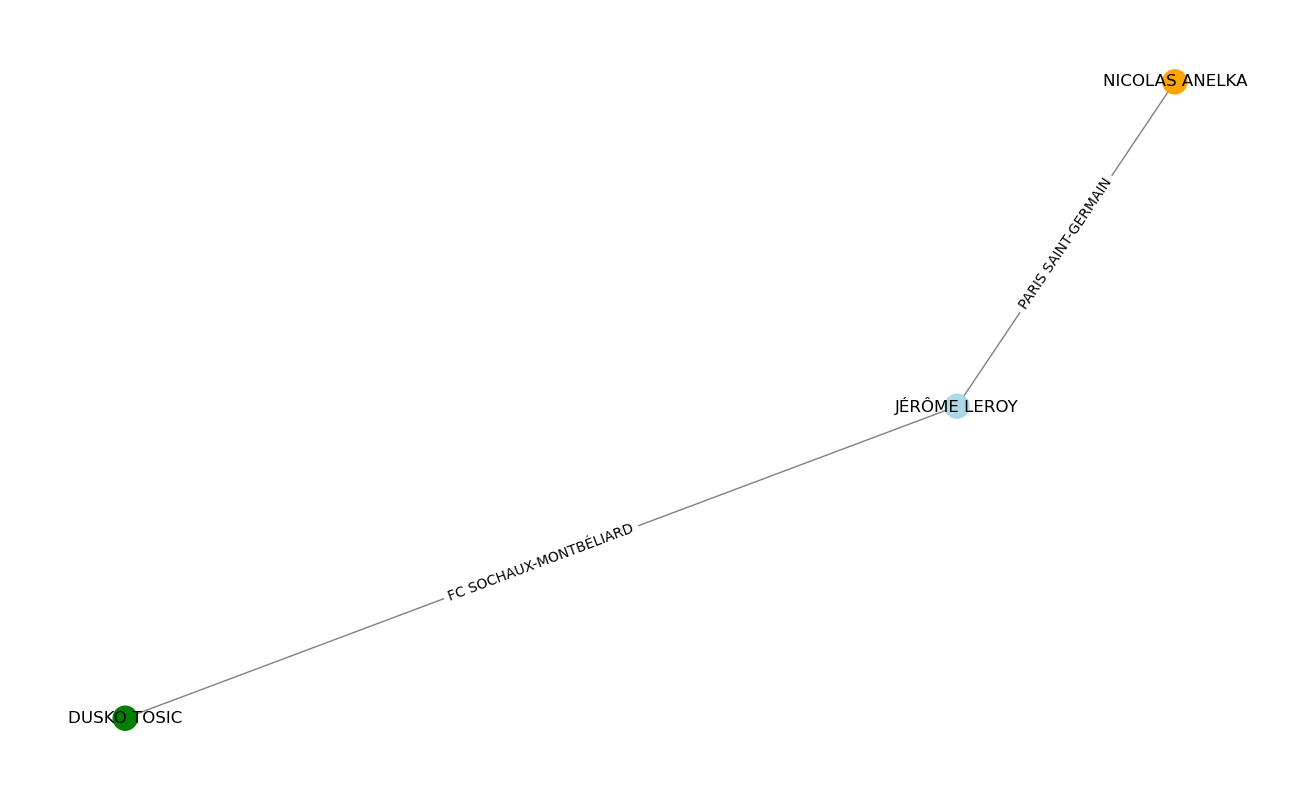 NICOLAS ANELKA
PARIS SAINT-GERMAIN
JÉRÔME LEROY
FC SOCHAUX-MONTBÉLIARD
DUSKO TOSIC